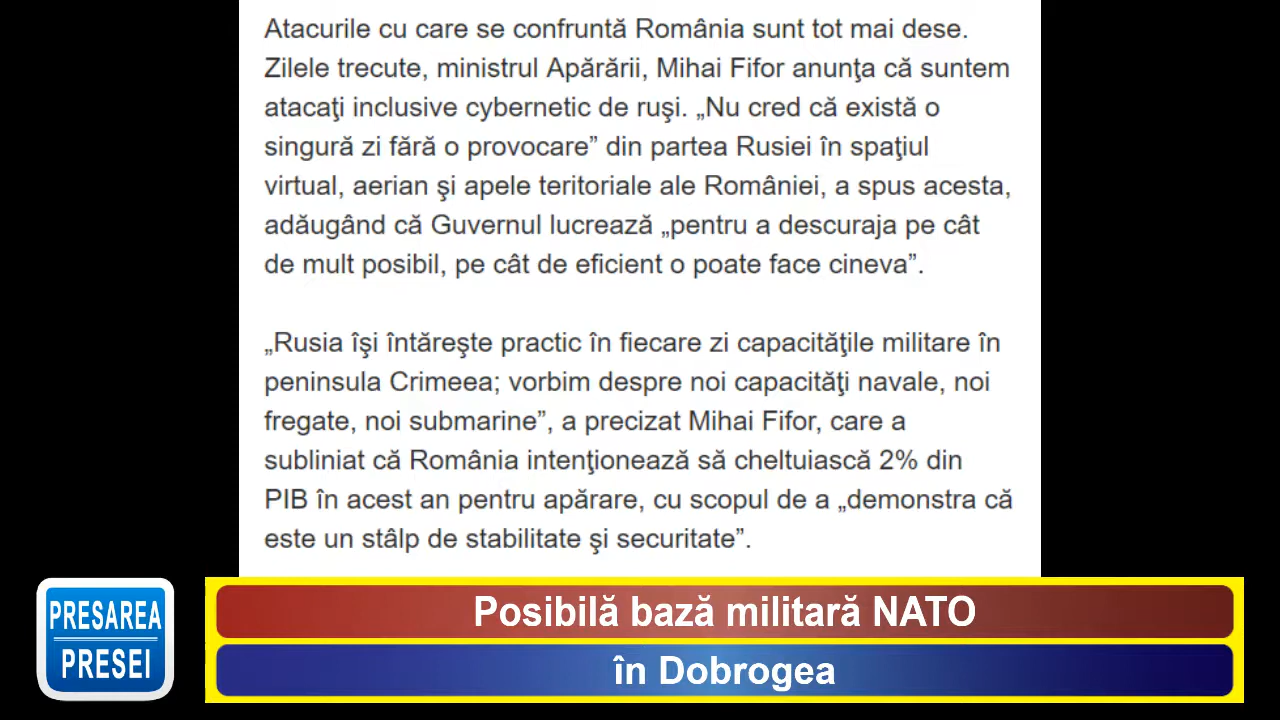 Atacurile cu care se confruntă România sunt tot mai dese.
Zilele trecute, ministrul Apărării, Mihai Fifor anunţa că suntem
atacaţi inclusive cybernetic de ruşi. „Nu cred că există o
singură zi fără o provocare” din partea Rusiei în spaţiul
virtual, aerian şi apele teritoriale ale României, a spus acesta,
adăugând că Guvernul lucrează „pentru a descuraja pe cât
de mult posibil, pe cât de eficient o poate face cineva”.
„Rusia îşi întăreşte practic în fiecare zi capacităţile militare în
peninsula Crimeea; vorbim despre noi capacităţi navale, noi
fregate, noi submarine”, a precizat Mihai Fifor, care a
subliniat că România intenţionează să cheltuiască 2% din
PIB în acest an pentru apărare, cu scopul de a „demonstra că
este un stâlp de stabilitate şi securitate”.
PRESAREA
PRESEI
Posibilă bază militară NATO
în Dobrogea